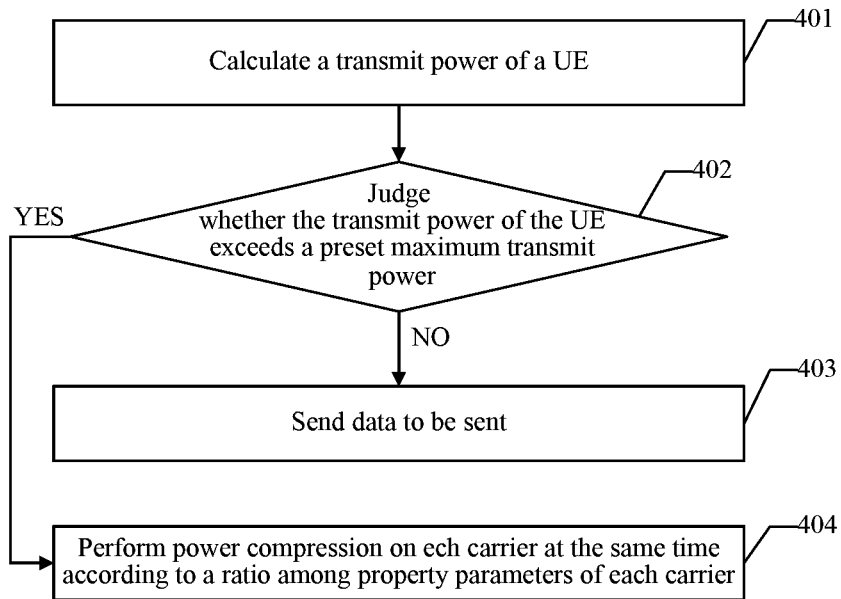 401
Calculate a transmit power of a UE
402
Judge
whether the transmit power of the UE
exceeds a preset maximum transmit
power
YES
NO
403
Send data to be sent
404
Perform power compression on ech carrier at the same time
according to a ratio among property parameters of each carrier